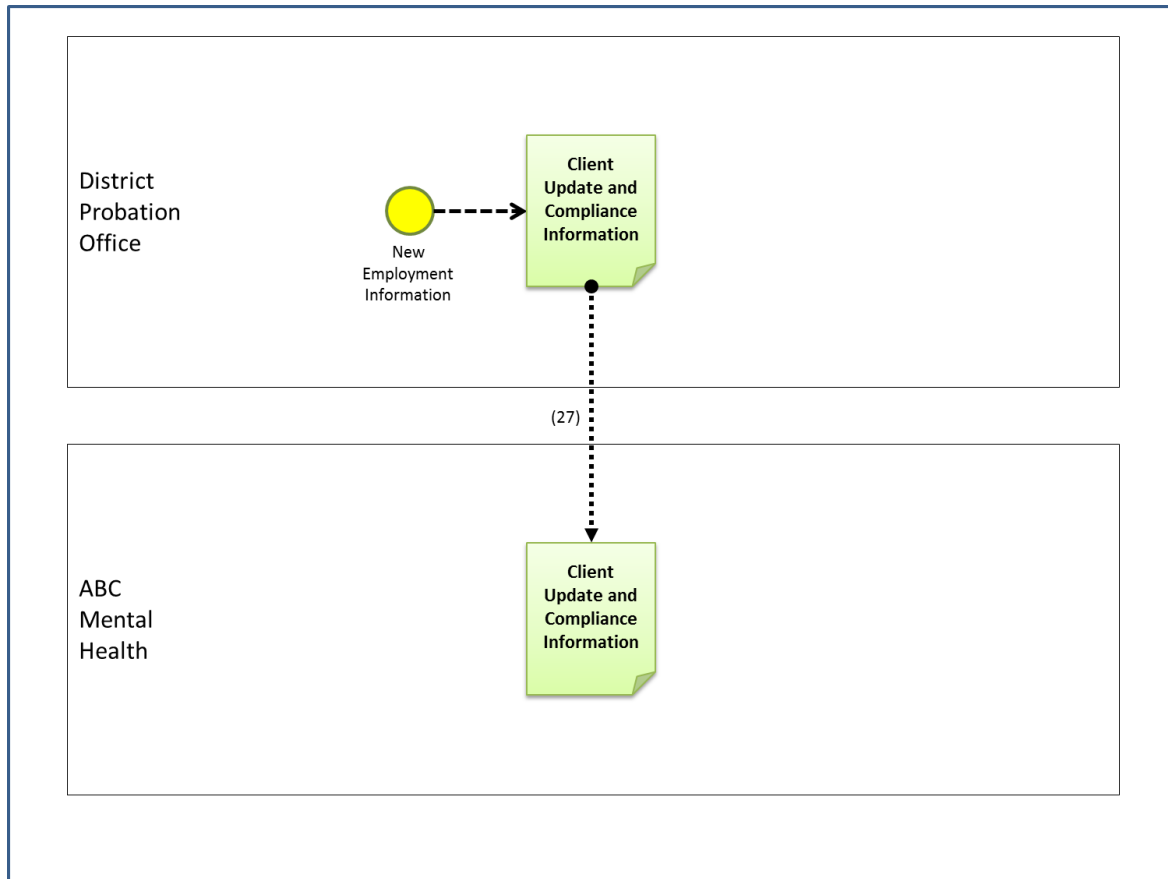 District
Probation
Office
New
Employment
Information
Client
Update and
Compliance
Information
(27)
ABC
Mental
Health
Client
Update and
Compliance
Information